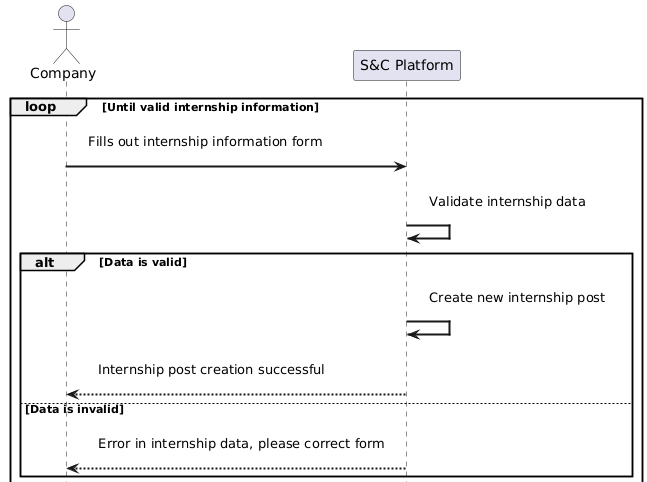 Company
S&C Platform
loop [Until valid internship information]
Fills out internship information form
Validate internship data
alt [Data is valid]
Create new internship post
Internship post creation successful
[Data is invalid]
Error in internship data, please correct form